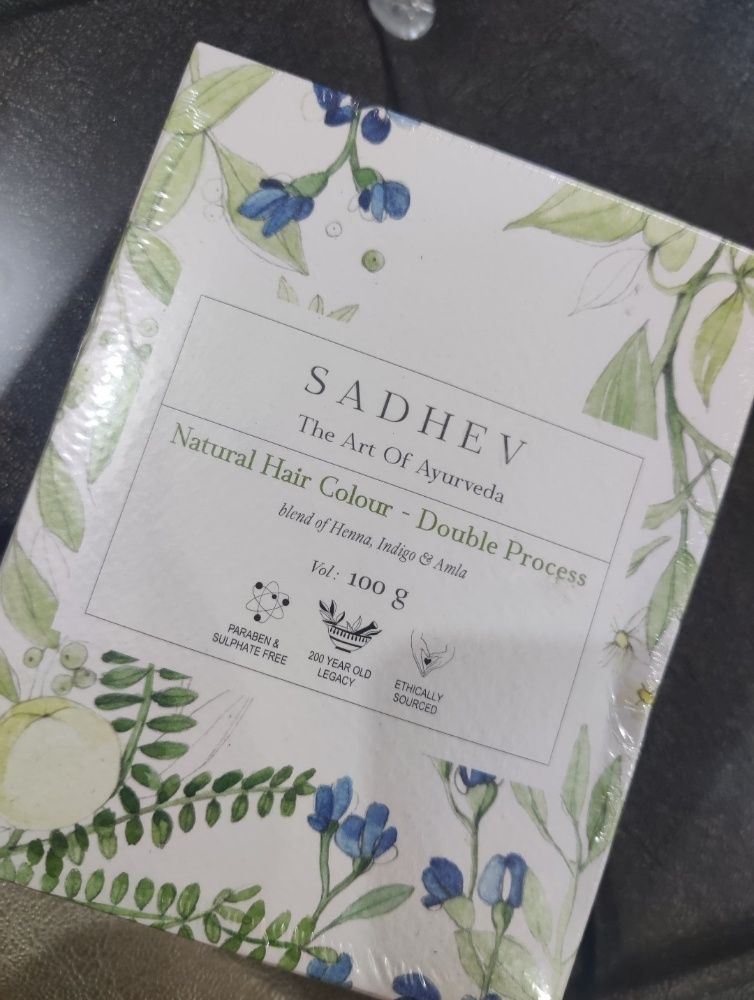 SADHEV
The Art Of Ayurveda
Natural Hair Colour - Double Process
blend of Henna, Indigo & Amla
Vol : 100 g
PARABEN &
SULPHATE FREE
200 YEAR OLD
LEGACY
ETHICALLY
SOURCED